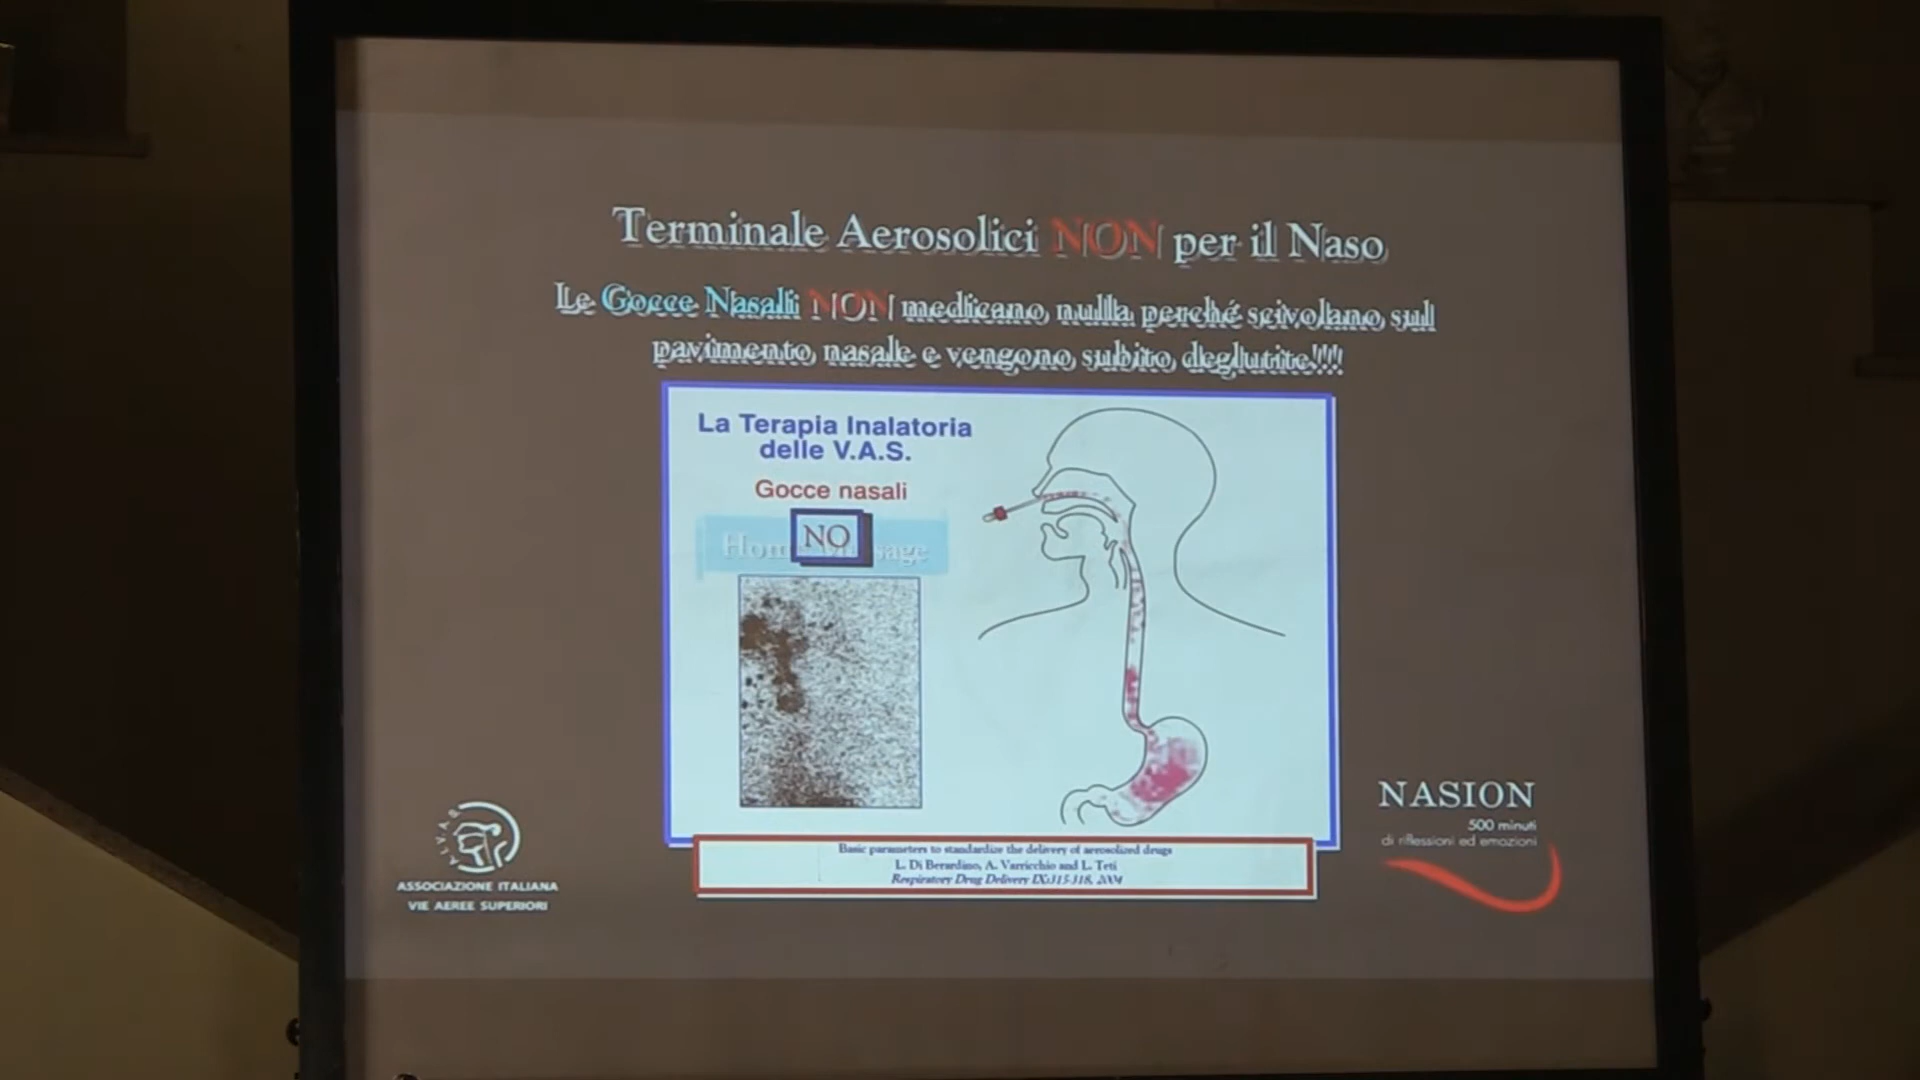 Terminale Aerosolici NON per il Naso
Le Gocce Nasali NON medicano nulla perché scivolano sul
pavimento nasale e vengono subito deglutite!!!!
La Terapia Inalatoria
delle V.A.S.
Gocce nasali
NO
Basic parameters to standardize the delivery of aerosolized drugs
L. Di Berardino, A. Varricchio and L. Teti
Respiratory Drug Delivery IX:315-318, 2004
A.I.V.A.S.
ASSOCIAZIONE ITALIANA
VIE AEREE SUPERIORI
NASION
500 minuti
di riflessioni ed emozioni